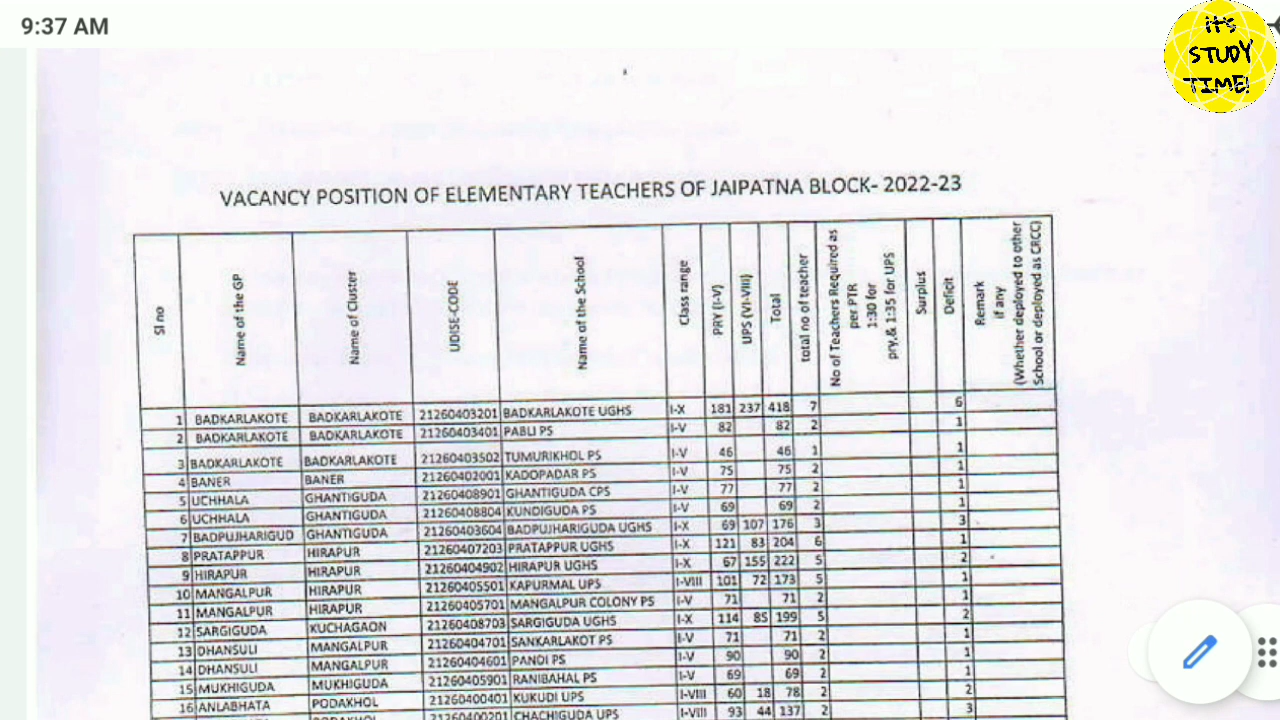 9:37 AM
it's
STUDY
TIME!
VACANCY POSITION OF ELEMENTARY TEACHERS OF JAIPATNA BLOCK- 2022-23
Sl no
Name of the GP
Name of Cluster
UDISE-CODE
Name of the School
Class range
PRY (I-V)
UPS (VI-VIII)
Total
total no of teacher
No of Teachers Required as
per PTR
1:30 for
pry,& 1:35 for UPS
Surplus
Deficit
Remark
if any
(Whether deployed to other
School or deployed as CRCC)
1 BADKARLAKOTE BADKARLAKOTE 21260403201 BADKARLAKOTE UGHS I-X 181 237 418 7 6
2 BADKARLAKOTE BADKARLAKOTE 21260403401 PABLI PS I-V 82 82 2 1
3 BADKARLAKOTE BADKARLAKOTE 21260403502 TUMURIKHOL PS I-V 46 46 1 1
4 BANER BANER 21260402001 KADOPADAR PS I-V 75 75 2 1
5 UCHHALA GHANTIGUDA 21260408901 GHANTIGUDA CPS I-V 77 77 2 1
6 UCHHALA GHANTIGUDA 21260408804 KUNDIGUDA PS I-V 69 69 2 1
7 BADPUJHARIGUD GHANTIGUDA 21260403604 BADPUJHARIGUDA UGHS I-X 69 107 176 3 3
8 PRATAPPUR HIRAPUR 21260407203 PRATAPPUR UGHS I-X 121 83 204 6 1
9 HIRAPUR HIRAPUR 21260404902 HIRAPUR UGHS I-X 67 155 222 5 2
10 MANGALPUR HIRAPUR 21260405501 KAPURMAL UPS I-VIII 101 72 173 5 1
11 MANGALPUR HIRAPUR 21260405701 MANGALPUR COLONY PS I-V 71 71 2 1
12 SARGIGUDA KUCHAGAON 21260408703 SARGIGUDA UGHS I-X 114 85 199 5 2
13 DHANSULI MANGALPUR 21260404701 SANKARLAKOT PS I-V 71 71 2 1
14 DHANSULI MANGALPUR 21260404601 PANDI PS I-V 90 90 2 1
15 MUKHIGUDA MUKHIGUDA 21260405901 RANIBAHAL PS I-V 69 69 2 1
16 ANLABHATA PODAKHOL 21260400401 KUKUDI UPS I-VIII 60 18 78 2 2
PODAKHOL 21260400201 CHACHIGUDA UPS I-VIII 93 44 137 2 3